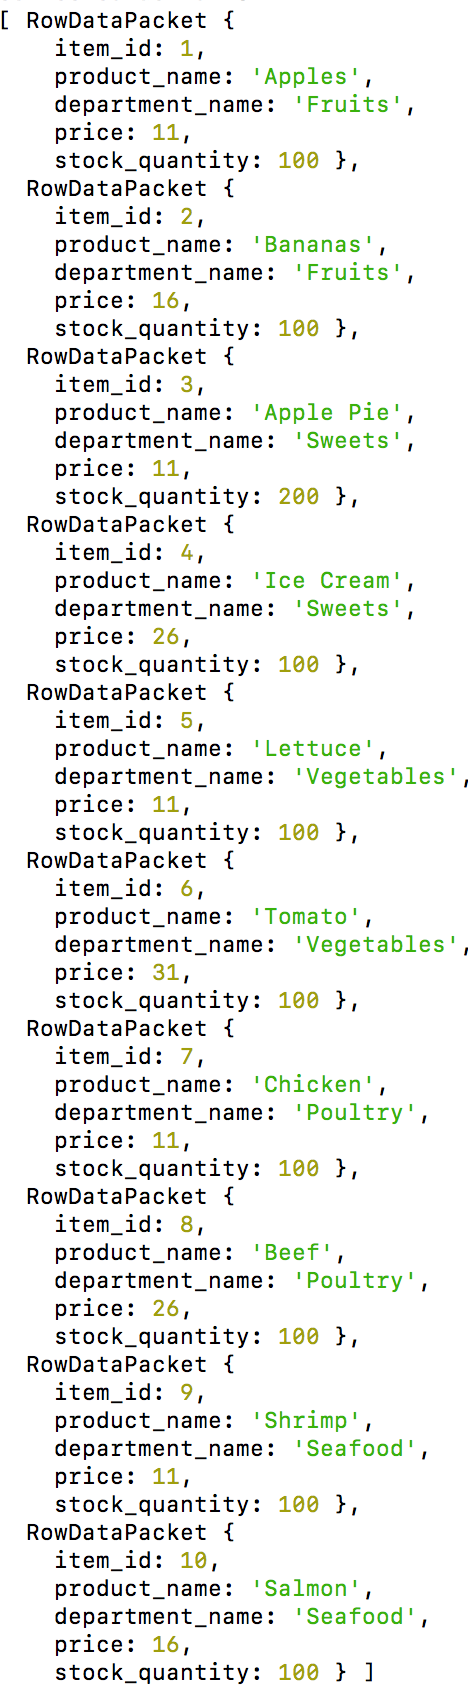 [ RowDataPacket {
    item_id: 1,
    product_name: 'Apples',
    department_name: 'Fruits',
    price: 11,
    stock_quantity: 100 },
  RowDataPacket {
    item_id: 2,
    product_name: 'Bananas',
    department_name: 'Fruits',
    price: 16,
    stock_quantity: 100 },
  RowDataPacket {
    item_id: 3,
    product_name: 'Apple Pie',
    department_name: 'Sweets',
    price: 11,
    stock_quantity: 200 },
  RowDataPacket {
    item_id: 4,
    product_name: 'Ice Cream',
    department_name: 'Sweets',
    price: 26,
    stock_quantity: 100 },
  RowDataPacket {
    item_id: 5,
    product_name: 'Lettuce',
    department_name: 'Vegetables',
    price: 11,
    stock_quantity: 100 },
  RowDataPacket {
    item_id: 6,
    product_name: 'Tomato',
    department_name: 'Vegetables',
    price: 31,
    stock_quantity: 100 },
  RowDataPacket {
    item_id: 7,
    product_name: 'Chicken',
    department_name: 'Poultry',
    price: 11,
    stock_quantity: 100 },
  RowDataPacket {
    item_id: 8,
    product_name: 'Beef',
    department_name: 'Poultry',
    price: 26,
    stock_quantity: 100 },
  RowDataPacket {
    item_id: 9,
    product_name: 'Shrimp',
    department_name: 'Seafood',
    price: 11,
    stock_quantity: 100 },
  RowDataPacket {
    item_id: 10,
    product_name: 'Salmon',
    department_name: 'Seafood',
    price: 16,
    stock_quantity: 100 } ]